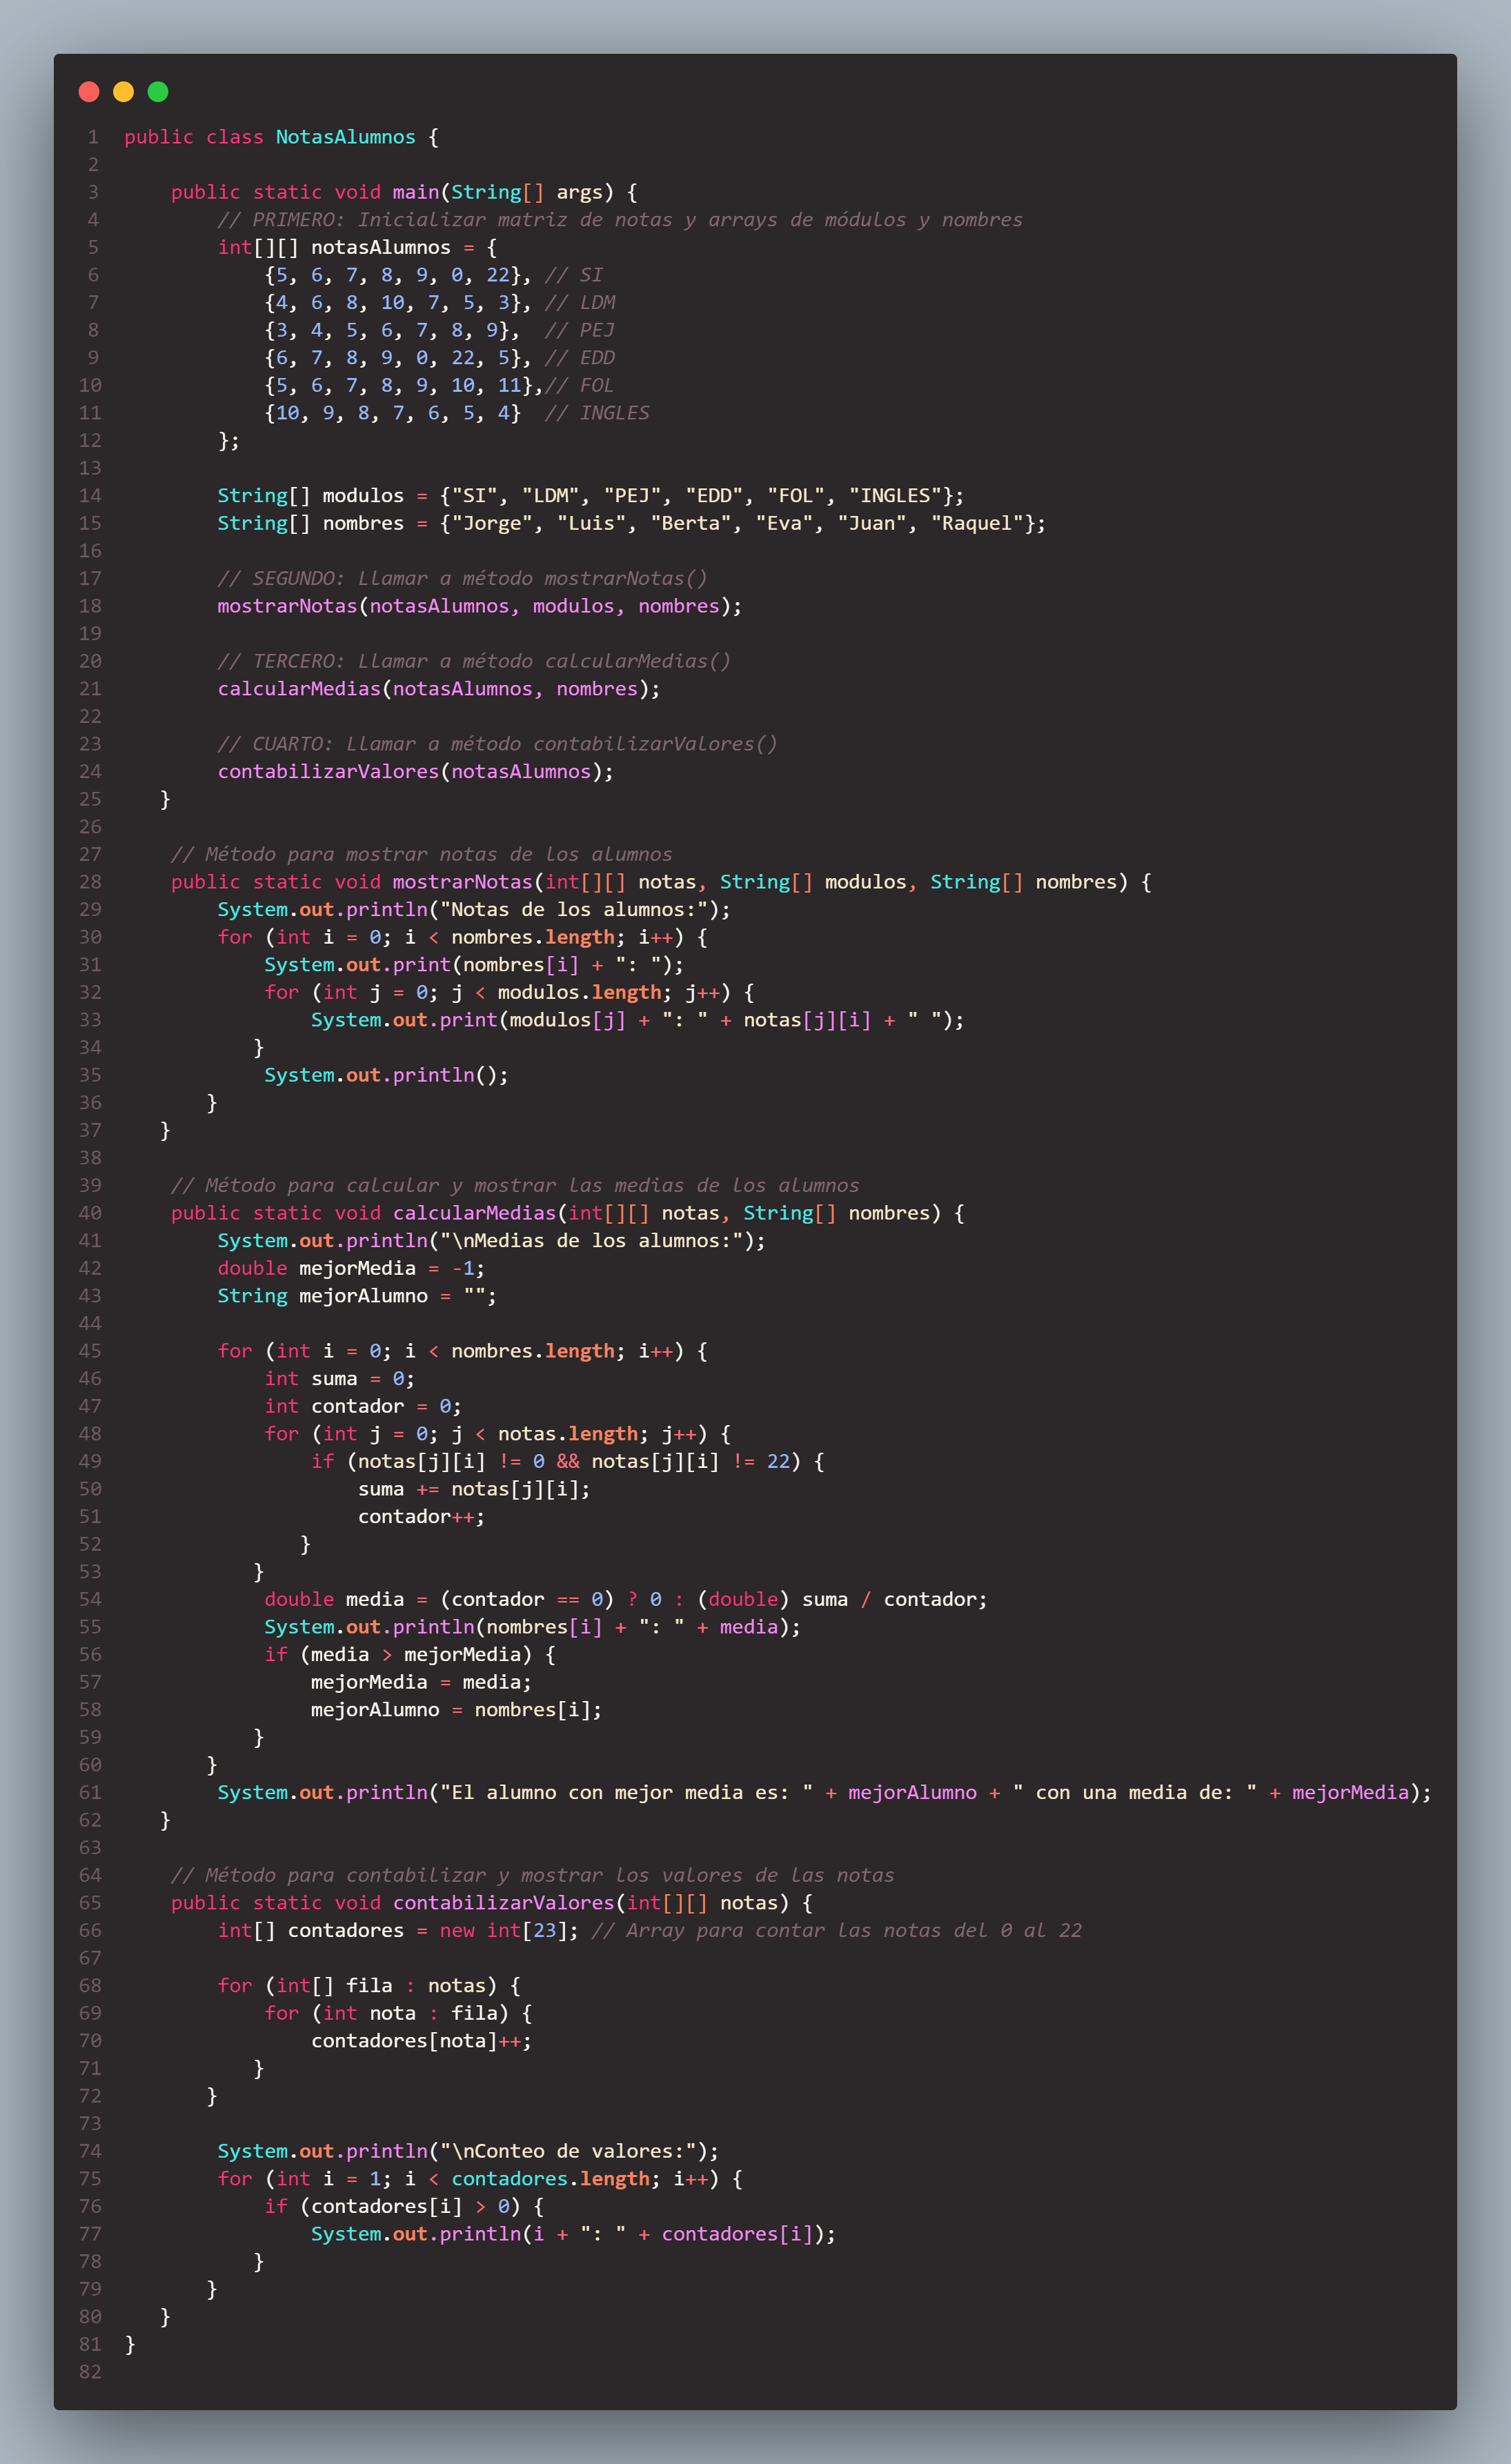 1 public class NotasAlumnos {
2
3     public static void main(String[] args) {
4         // PRIMERO: Inicializar matriz de notas y arrays de módulos y nombres
5         int[][] notasAlumnos = {
6             {5, 6, 7, 8, 9, 0, 22}, // SI
7             {4, 6, 8, 10, 7, 5, 3}, // LDM
8             {3, 4, 5, 6, 7, 8, 9},  // PEJ
9             {6, 7, 8, 9, 0, 22, 5}, // EDD
10             {5, 6, 7, 8, 9, 10, 11},// FOL
11             {10, 9, 8, 7, 6, 5, 4}  // INGLES
12         };
13
14         String[] modulos = {"SI", "LDM", "PEJ", "EDD", "FOL", "INGLES"};
15         String[] nombres = {"Jorge", "Luis", "Berta", "Eva", "Juan", "Raquel"};
16
17         // SEGUNDO: Llamar a método mostrarNotas()
18         mostrarNotas(notasAlumnos, modulos, nombres);
19
20         // TERCERO: Llamar a método calcularMedias()
21         calcularMedias(notasAlumnos, nombres);
22
23         // CUARTO: Llamar a método contabilizarValores()
24         contabilizarValores(notasAlumnos);
25    }
26
27     // Método para mostrar notas de los alumnos
28     public static void mostrarNotas(int[][] notas, String[] modulos, String[] nombres) {
29         System.out.println("Notas de los alumnos:");
30         for (int i = 0; i < nombres.length; i++) {
31             System.out.print(nombres[i] + ": ");
32             for (int j = 0; j < modulos.length; j++) {
33                 System.out.print(modulos[j] + ": " + notas[j][i] + " ");
34            }
35             System.out.println();
36        }
37    }
38
39     // Método para calcular y mostrar las medias de los alumnos
40     public static void calcularMedias(int[][] notas, String[] nombres) {
41         System.out.println("\nMedias de los alumnos:");
42         double mejorMedia = -1;
43         String mejorAlumno = "";
44
45         for (int i = 0; i < nombres.length; i++) {
46             int suma = 0;
47             int contador = 0;
48             for (int j = 0; j < notas.length; j++) {
49                 if (notas[j][i] != 0 && notas[j][i] != 22) {
50                     suma += notas[j][i];
51                     contador++;
52                }
53            }
54             double media = (contador == 0) ? 0 : (double) suma / contador;
55             System.out.println(nombres[i] + ": " + media);
56             if (media > mejorMedia) {
57                 mejorMedia = media;
58                 mejorAlumno = nombres[i];
59            }
60        }
61         System.out.println("El alumno con mejor media es: " + mejorAlumno + " con una media de: " + mejorMedia);
62    }
63
64     // Método para contabilizar y mostrar los valores de las notas
65     public static void contabilizarValores(int[][] notas) {
66         int[] contadores = new int[23]; // Array para contar las notas del 0 al 22
67
68         for (int[] fila : notas) {
69             for (int nota : fila) {
70                 contadores[nota]++;
71            }
72        }
73
74         System.out.println("\nConteo de valores:");
75         for (int i = 1; i < contadores.length; i++) {
76             if (contadores[i] > 0) {
77                 System.out.println(i + ": " + contadores[i]);
78            }
79        }
80    }
81 }
82